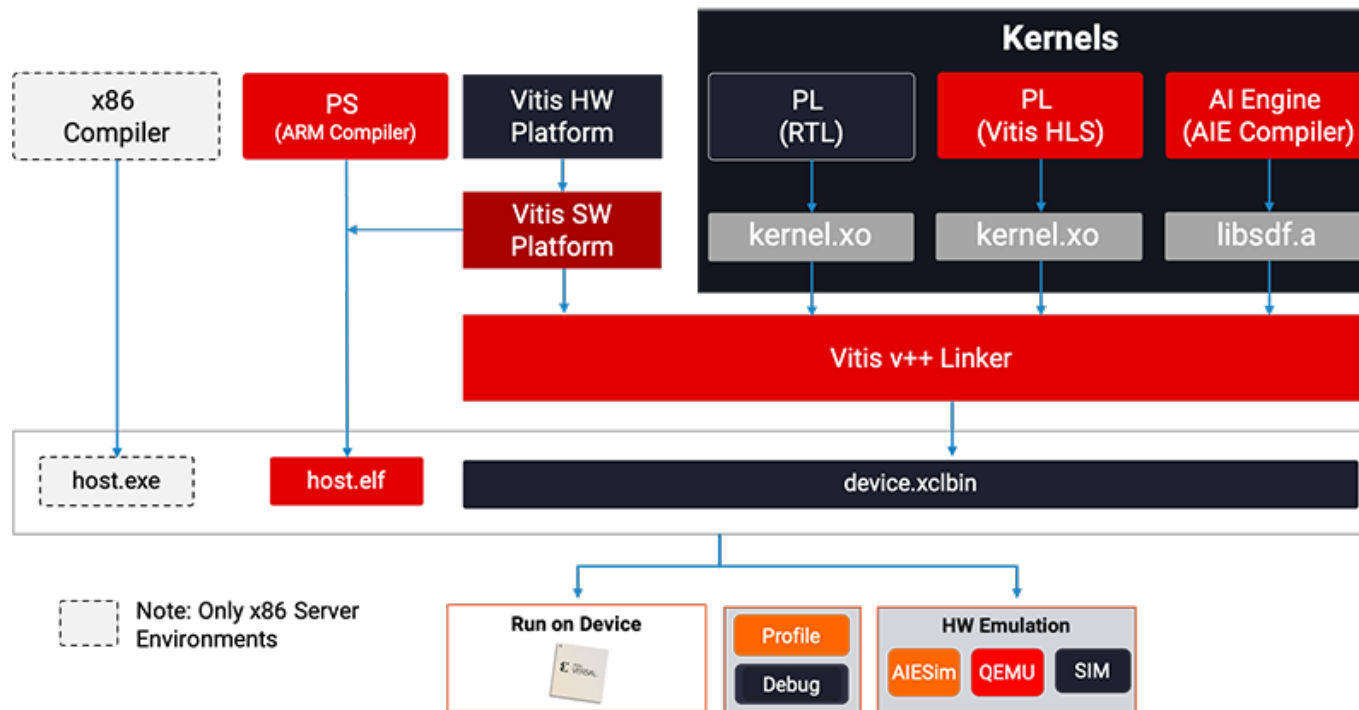 Kernels
x86
Compiler
PS
(ARM Compiler)
Vitis HW
Platform
PL
(RTL)
PL
(Vitis HLS)
AI Engine
(AIE Compiler)
Vitis SW
Platform
kernel.xo
kernel.xo
libsdf.a
Vitis v++ Linker
host.exe
host.elf
device.xclbin
Note: Only x86 Server
Environments
Run on Device
VERSAL
Profile
Debug
HW Emulation
AIESim
QEMU
SIM